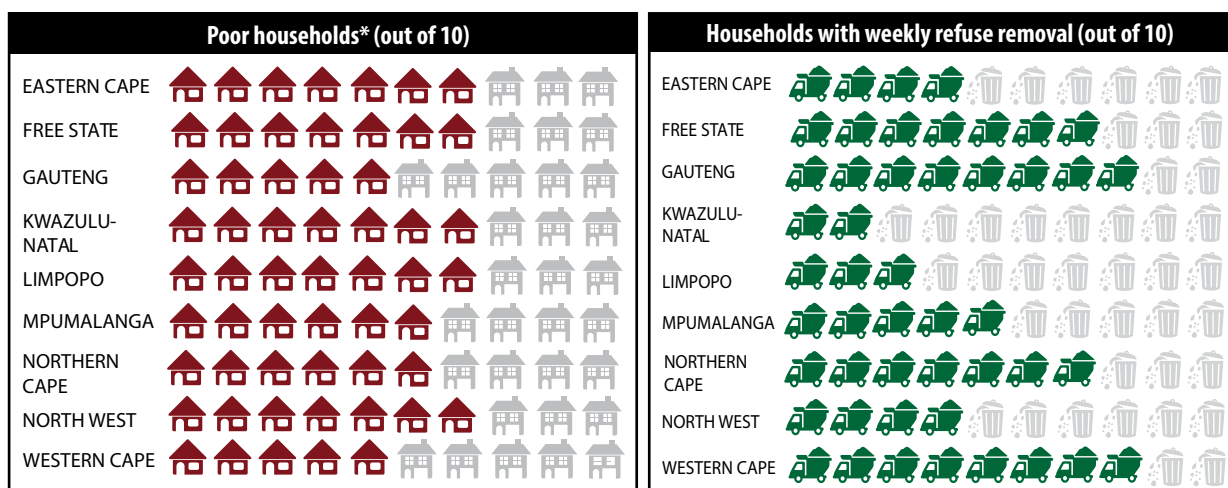 Poor households* (out of 10)
EASTERN CAPE
FREE STATE
GAUTENG
KWAZULU-
NATAL
LIMPOPO
MPUMALANGA
NORTHERN
CAPE
NORTH WEST
WESTERN CAPE
Households with weekly refuse removal (out of 10)
EASTERN CAPE
FREE STATE
GAUTENG
KWAZULU-
NATAL
LIMPOPO
MPUMALANGA
NORTHERN
CAPE
NORTH WEST
WESTERN CAPE